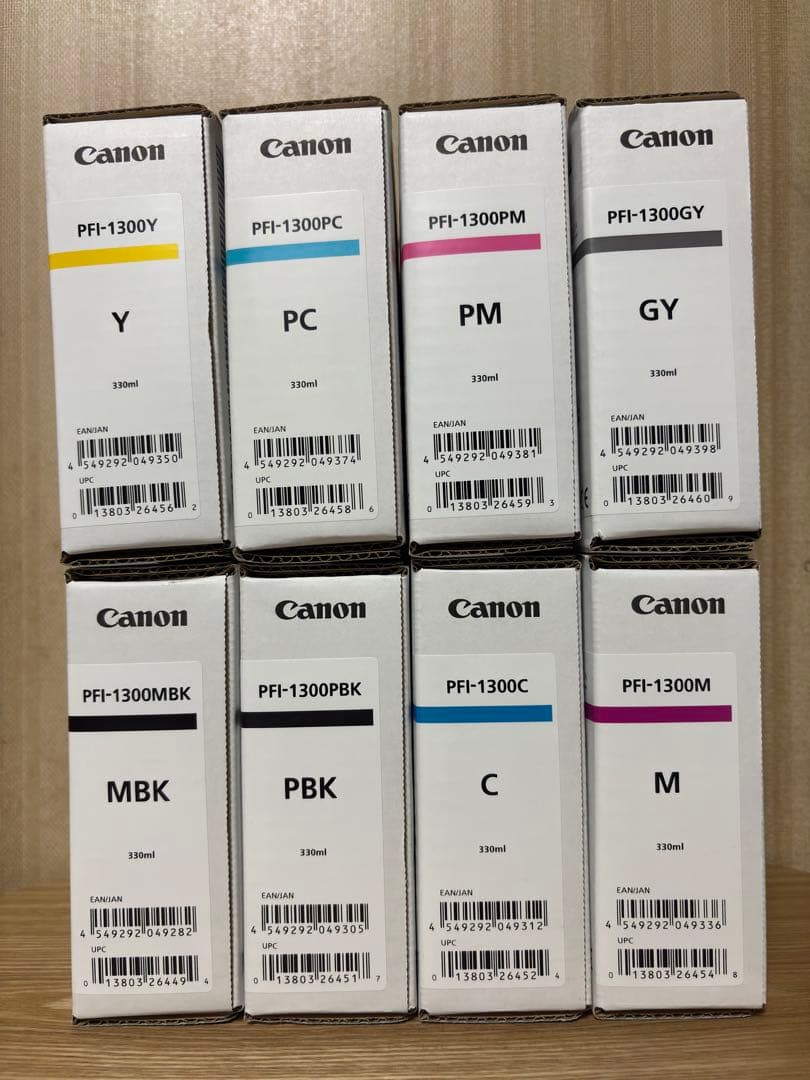 Canon
PFI-1300Y
Y
330ml
EAN/JAN
4 549292 049350
UPC
0 13803 26456 2
Canon
PFI-1300PC
PC
330ml
EAN/JAN
4 549292 049374
UPC
0 13803 26458 6
Canon
PFI-1300PM
PM
330ml
EAN/JAN
4 549292 049381
UPC
0 13803 26459 3
Canon
PFI-1300GY
GY
330ml
EAN/JAN
4 549292 049398
UPC
0 13803 26460 9
Canon
PFI-1300MBK
MBK
330ml
EAN/JAN
4 549292 049282
UPC
0 13803 26449 4
Canon
PFI-1300PBK
PBK
330ml
EAN/JAN
4 549292 049305
UPC
0 13803 26451 7
Canon
PFI-1300C
C
330ml
EAN/JAN
4 549292 049312
UPC
0 13803 26452 4
Canon
PFI-1300M
M
330ml
EAN/JAN
4 549292 049336
UPC
0 13803 26454 8